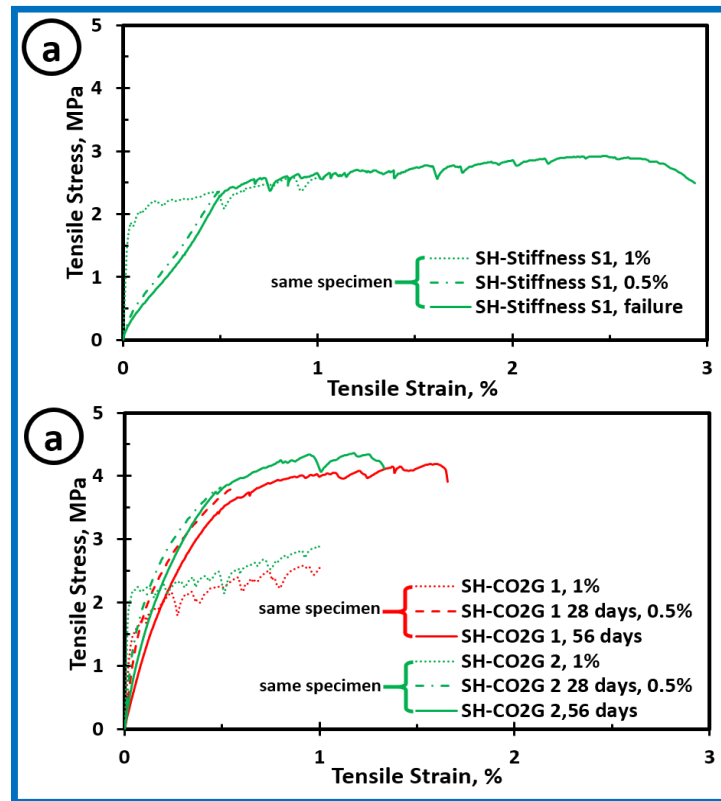 a
5
4
3
2
1
0
Tensile Stress, MPa
SH-Stiffness S1, 1%
same specimen
SH-Stiffness S1, 0.5%
SH-Stiffness S1, failure
0 1 2 3
Tensile Strain, %
a
5
4
3
2
1
0
Tensile Stress, MPa
SH-CO2G 1, 1%
same specimen
SH-CO2G 1 28 days, 0.5%
SH-CO2G 1, 56 days
SH-CO2G 2, 1%
same specimen
SH-CO2G 2 28 days, 0.5%
SH-CO2G 2,56 days
0 1 2 3
Tensile Strain, %